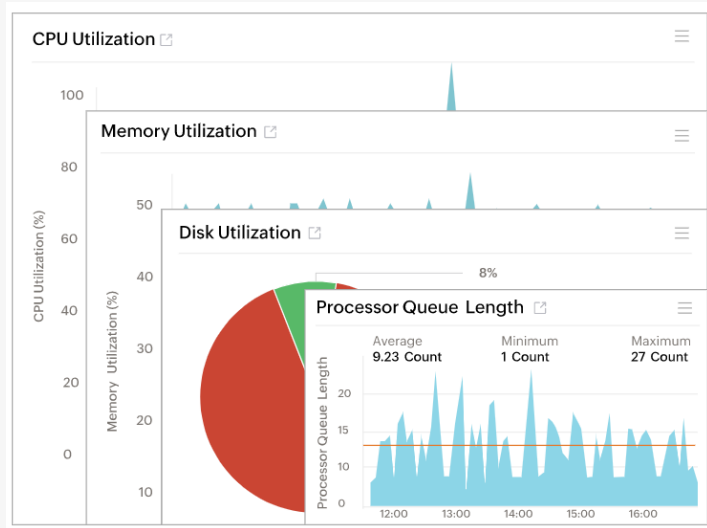 CPU Utilization
100
80
60
40
20
0
CPU Utilization (%)
Memory Utilization
50
40
30
20
10
Memory Utilization (%)
Disk Utilization
8%
Processor Queue Length
Average
9.23 Count
Minimum
1 Count
Maximum
27 Count
Processor Queue Length
20
15
10
0
12:00
13:00
14:00
15:00
16:00